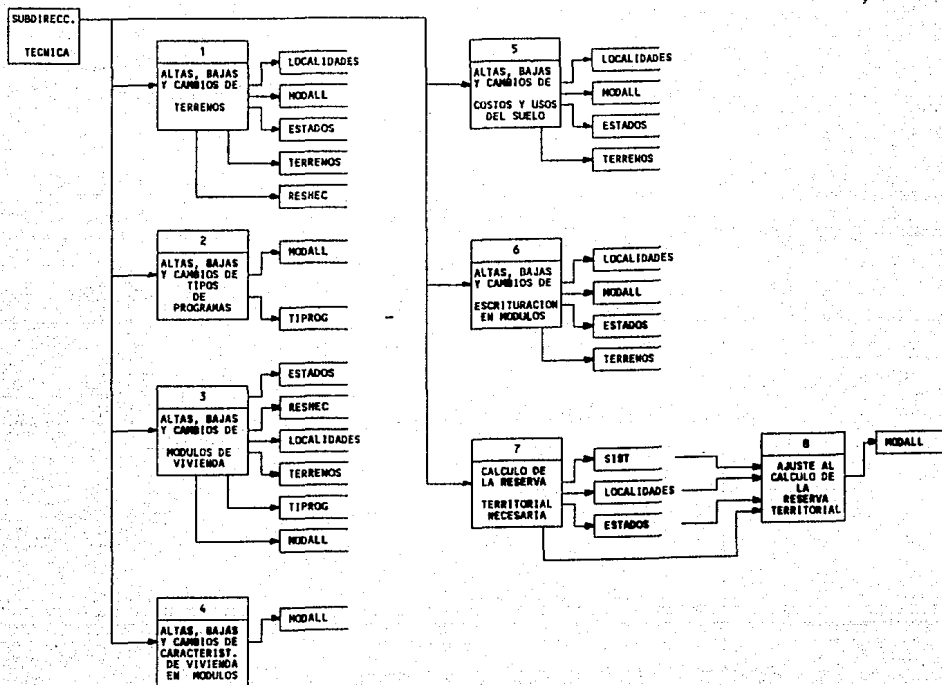 SUBDIRECC.
TECNICA
1
ALTAS, BAJAS
Y CAMBIOS DE
TERRENOS
LOCALIDADES
MODALL
ESTADOS
TERRENOS
RESMEC
2
ALTAS, BAJAS
Y CAMBIOS DE
TIPOS
DE
PROGRAMAS
MODALL
TIPROG
3
ALTAS, BAJAS
Y CAMBIOS DE
MODULOS DE
VIVIENDA
ESTADOS
RESMEC
LOCALIDADES
TERRENOS
TIPROG
MODALL
4
ALTAS, BAJAS
Y CAMBIOS DE
CARACTERIST.
DE VIVIENDA
EN MODULOS
MODALL
5
ALTAS, BAJAS
Y CAMBIOS DE
COSTOS Y USOS
DEL SUELO
LOCALIDADES
MODALL
ESTADOS
TERRENOS
6
ALTAS, BAJAS
Y CAMBIOS DE
ESCRITURACION
EN MODULOS
LOCALIDADES
MODALL
ESTADOS
TERRENOS
7
CALCULO DE
LA RESERVA
TERRITORIAL
NECESARIA
SIBT
LOCALIDADES
ESTADOS
8
AJUSTE AL
CALCULO DE
LA
RESERVA
TERRITORIAL
MODALL